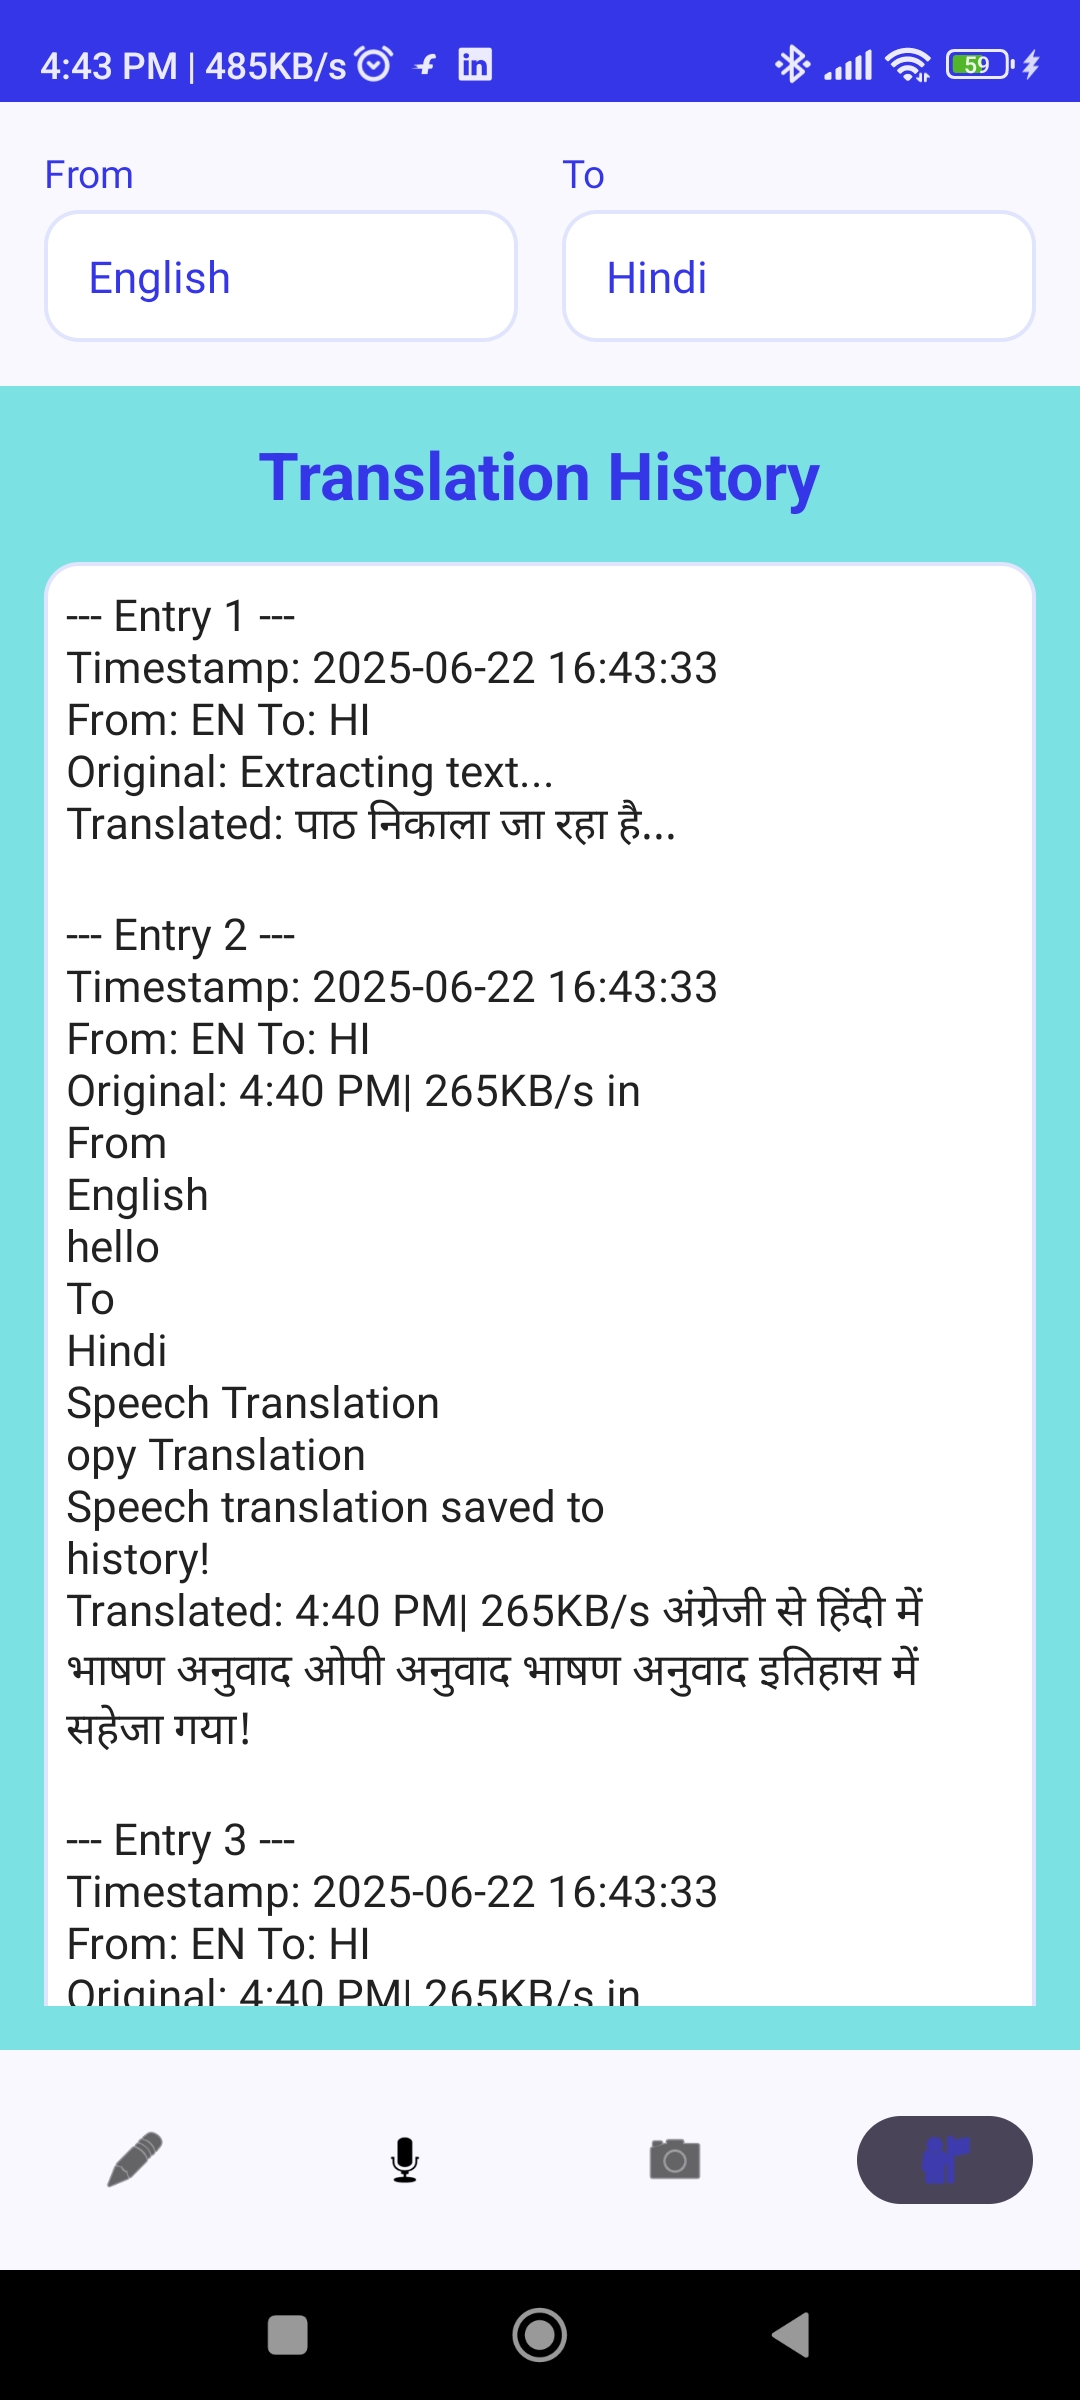 4:43 PM | 485KB/s in 59
From To
English Hindi
Translation History
--- Entry 1 ---
Timestamp: 2025-06-22 16:43:33
From: EN To: HI
Original: Extracting text...
Translated: पाठ निकाला जा रहा है...
--- Entry 2 ---
Timestamp: 2025-06-22 16:43:33
From: EN To: HI
Original: 4:40 PM| 265KB/s in
From
English
hello
To
Hindi
Speech Translation
opy Translation
Speech translation saved to
history!
Translated: 4:40 PM| 265KB/s अंग्रेजी से हिंदी में
भाषण अनुवाद ओपी अनुवाद भाषण अनुवाद इतिहास में
सहेजा गया!
--- Entry 3 ---
Timestamp: 2025-06-22 16:43:33
From: EN To: HI
Original: 4:40 PM| 265KB/s in